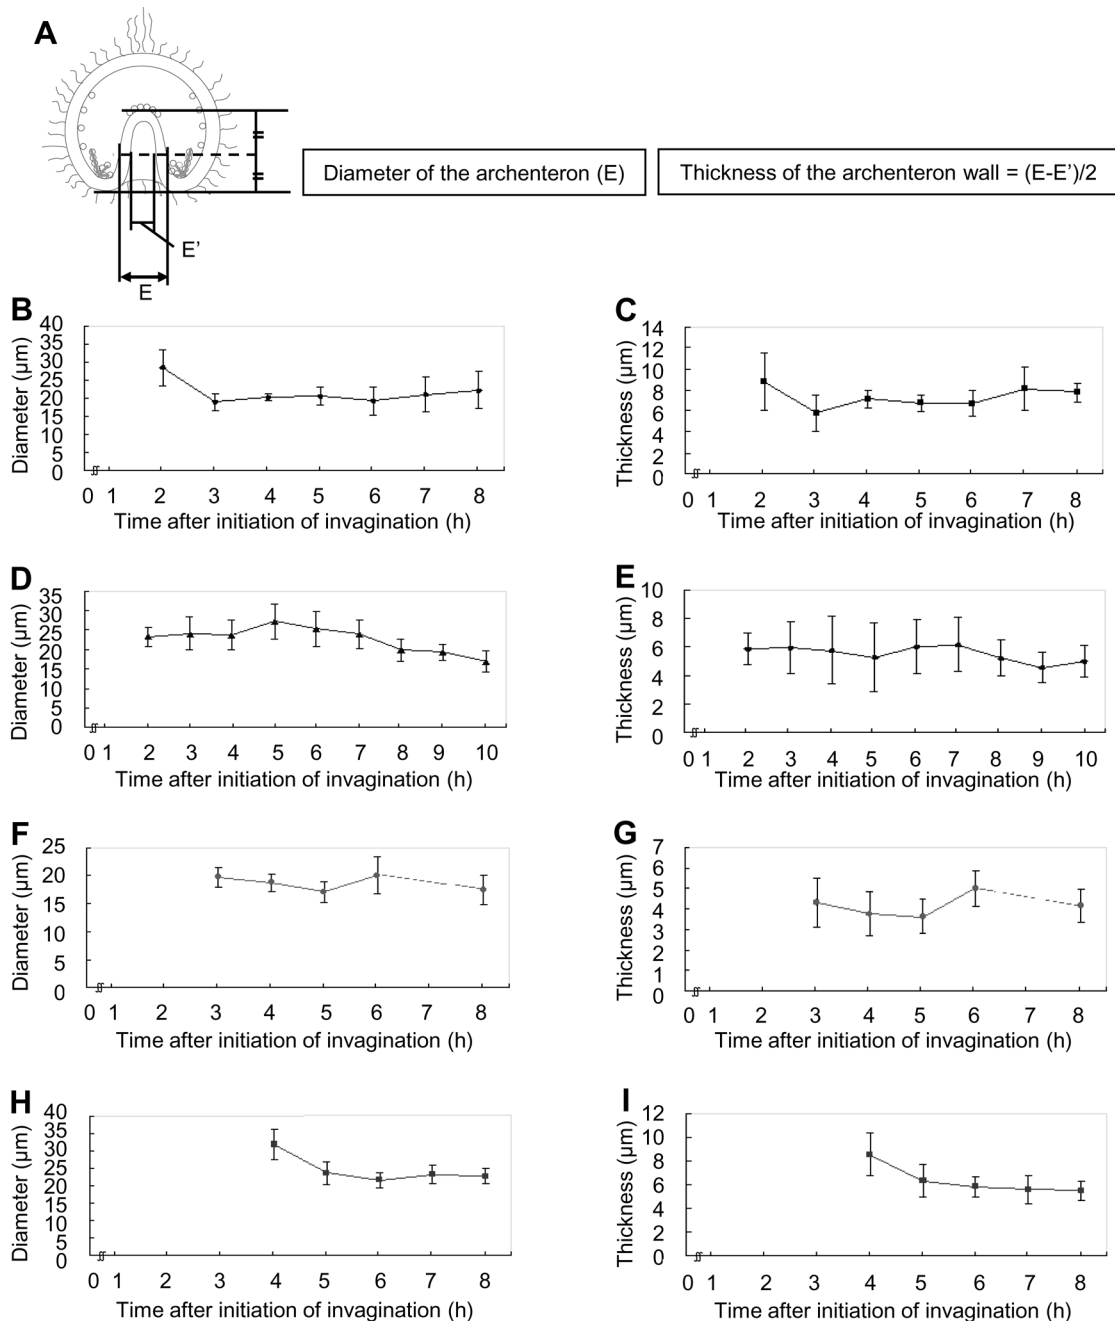 A
Diameter of the archenteron (E)
Thickness of the archenteron wall = (E-E')/2
E'
E
B
Diameter (μm)
40
35
30
25
20
15
10
5
0
0 1 2 3 4 5 6 7 8
Time after initiation of invagination (h)
C
Thickness (μm)
14
12
10
8
6
4
2
0
0 1 2 3 4 5 6 7 8
Time after initiation of invagination (h)
D
Diameter (μm)
35
30
25
20
15
10
5
0
0 1 2 3 4 5 6 7 8 9 10
Time after initiation of invagination (h)
E
Thickness (μm)
10
8
6
4
2
0
0 1 2 3 4 5 6 7 8 9 10
Time after initiation of invagination (h)
F
Diameter (μm)
25
20
15
10
5
0
0 1 2 3 4 5 6 7 8
Time after initiation of invagination (h)
G
Thickness (μm)
7
6
5
4
3
2
1
0
0 1 2 3 4 5 6 7 8
Time after initiation of invagination (h)
H
Diameter (μm)
40
35
30
25
20
15
10
5
0
0 1 2 3 4 5 6 7 8
Time after initiation of invagination (h)
I
Thickness (μm)
12
10
8
6
4
2
0
0 1 2 3 4 5 6 7 8
Time after initiation of invagination (h)